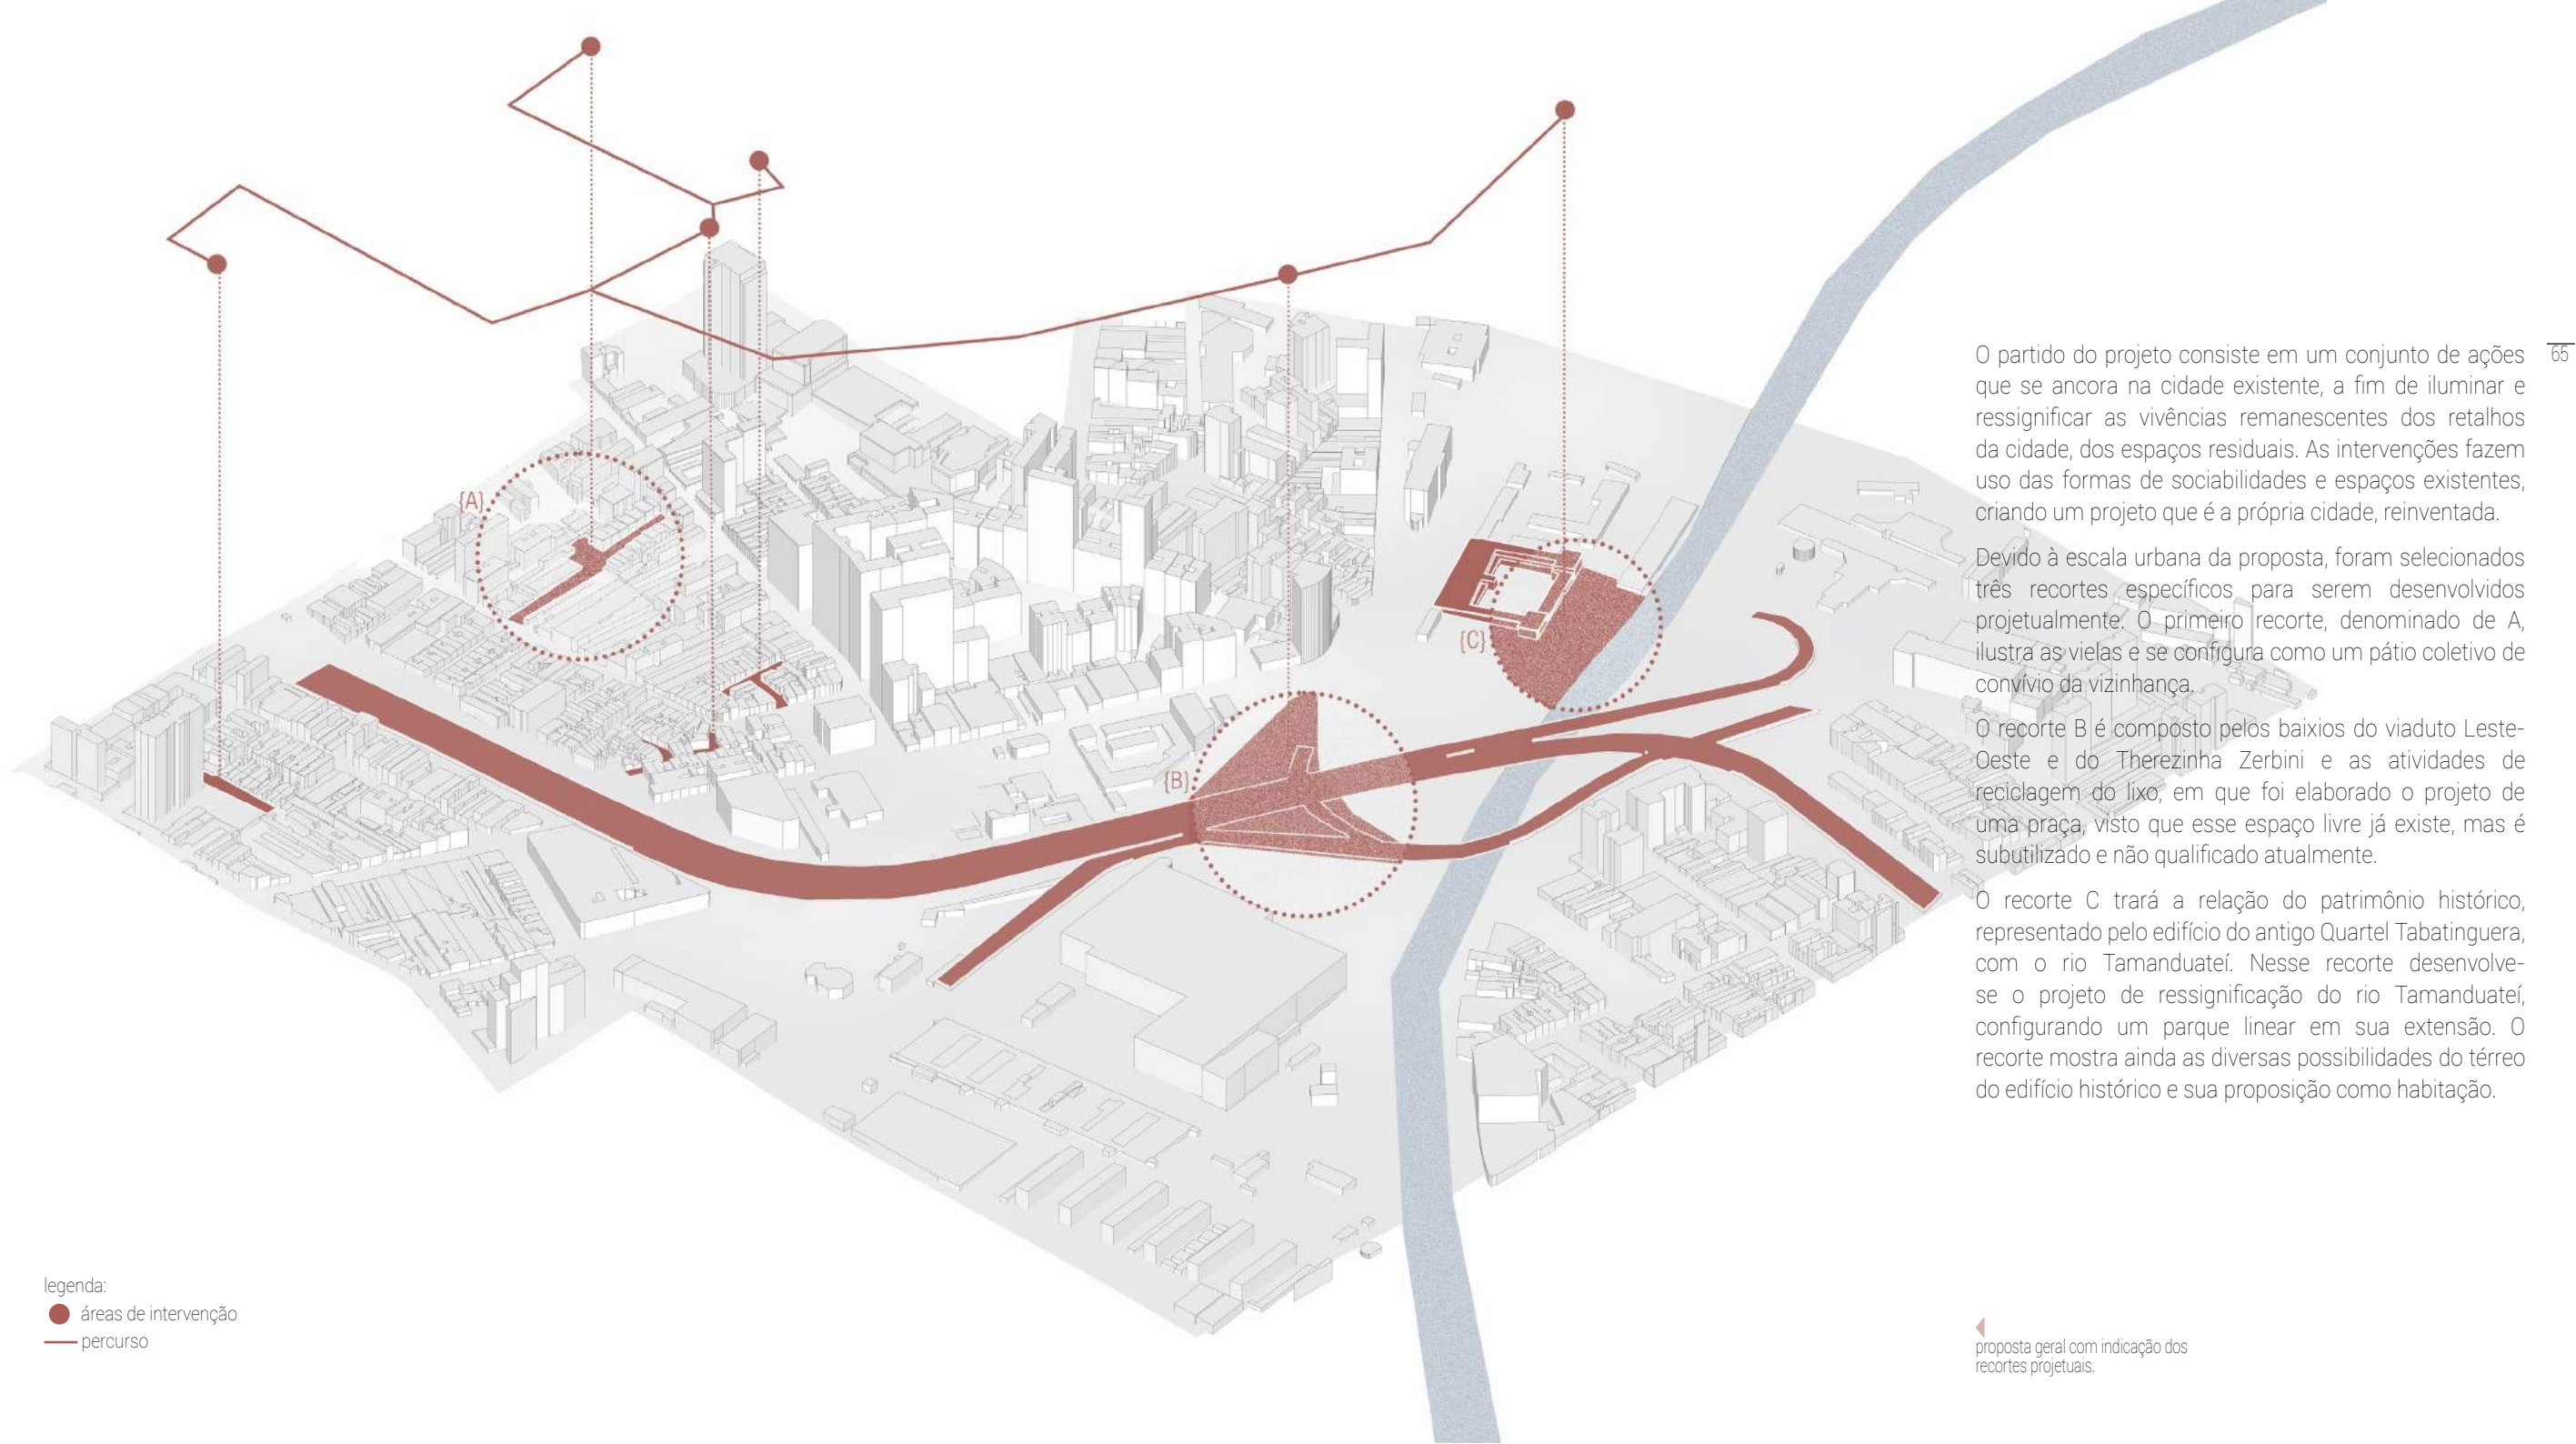 {A}
{B}
{C}
O partido do projeto consiste em um conjunto de ações
que se ancora na cidade existente, a fim de iluminar e
ressignificar as vivências remanescentes dos retalhos
da cidade, dos espaços residuais. As intervenções fazem
uso das formas de sociabilidades e espaços existentes,
criando um projeto que é a própria cidade, reinventada.
Devido à escala urbana da proposta, foram selecionados
três recortes específicos para serem desenvolvidos
projetualmente. O primeiro recorte, denominado de A,
ilustra as vielas e se configura como um pátio coletivo de
convívio da vizinhança.
O recorte B é composto pelos baixios do viaduto Leste-
Oeste e do Therezinha Zerbini e as atividades de
reciclagem do lixo, em que foi elaborado o projeto de
uma praça, visto que esse espaço livre já existe, mas é
subutilizado e não qualificado atualmente.
O recorte C trará a relação do patrimônio histórico,
representado pelo edifício do antigo Quartel Tabatinguera,
com o rio Tamanduateí. Nesse recorte desenvolve-
se o projeto de ressignificação do rio Tamanduateí,
configurando um parque linear em sua extensão. O
recorte mostra ainda as diversas possibilidades do térreo
do edifício histórico e sua proposição como habitação.
65
legenda:
áreas de intervenção
percurso
proposta geral com indicação dos
recortes projetuais.